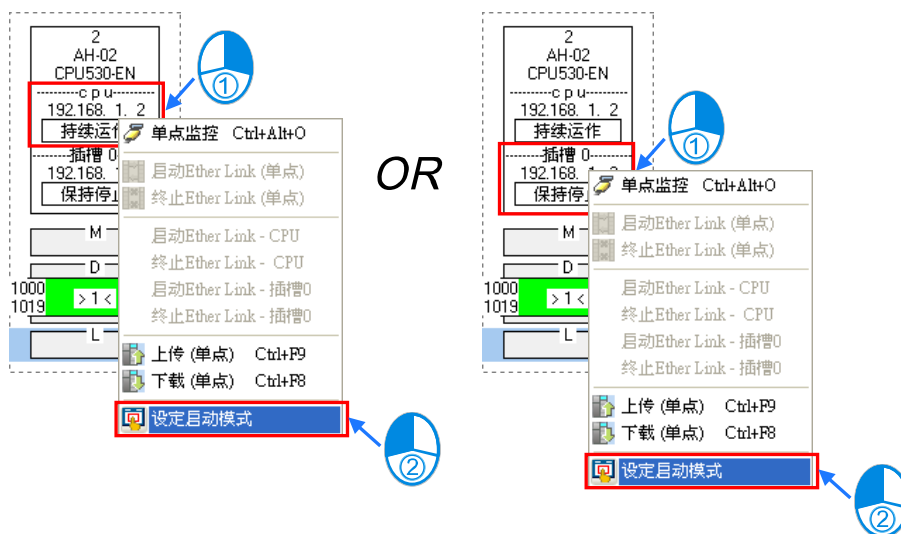 2
AH-02
CPU530-EN
--------c p u--------
192.168. 1. 2
持续运
------插槽 0------
192.168.
保持停
M
D
1000
1019
>1<
L
①
单点监控 Ctrl+Alt+O
启动Ether Link (单点)
终止Ether Link (单点)
启动Ether Link - CPU
终止Ether Link - CPU
启动Ether Link - 插槽0
终止Ether Link - 插槽0
上传 (单点) Ctrl+F9
下载 (单点) Ctrl+F8
设定启动模式
②
OR
2
AH-02
CPU530-EN
--------c p u--------
192.168. 1. 2
持续运作
------插槽 0------
192.168.
保持停
M
D
1000
1019
>1<
L
①
单点监控 Ctrl+Alt+O
启动Ether Link (单点)
终止Ether Link (单点)
启动Ether Link - CPU
终止Ether Link - CPU
启动Ether Link - 插槽0
终止Ether Link - 插槽0
上传 (单点) Ctrl+F9
下载 (单点) Ctrl+F8
设定启动模式
②